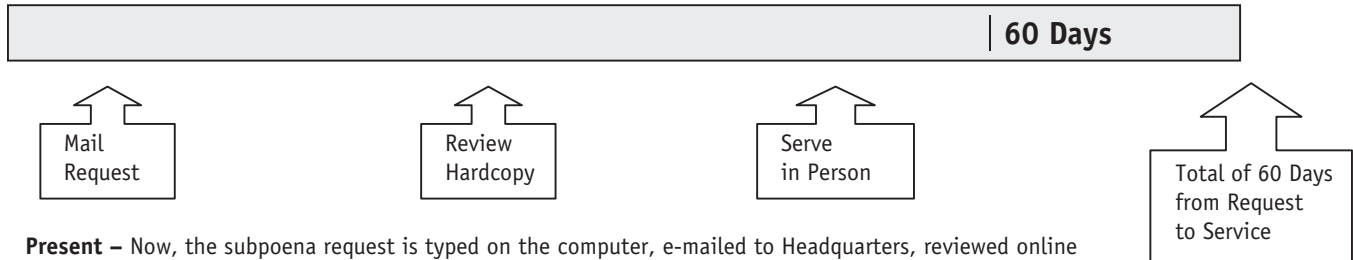 60 Days
Mail
Request
Review
Hardcopy
Serve
in Person
Total of 60 Days
from Request
to Service
Present – Now, the subpoena request is typed on the computer, e-mailed to Headquarters, reviewed online